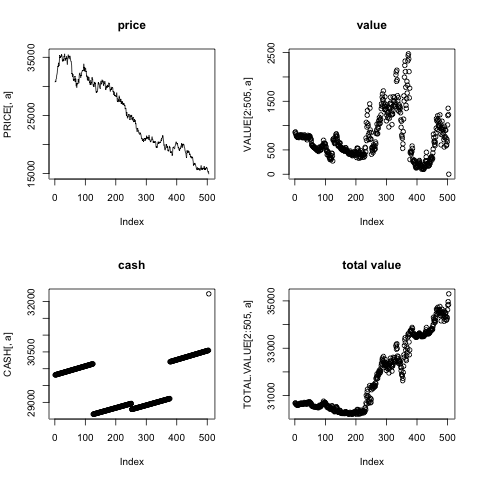 price
PRICE[, a]
35000
25000
15000
0 100 200 300 400 500
Index
value
VALUE[2:505, a]
2500
1500
500
0
0 100 200 300 400 500
Index
cash
CASH[, a]
32000
30500
29000
0 100 200 300 400 500
Index
total value
TOTAL.VALUE[2:505, a]
35000
33000
31000
0 100 200 300 400 500
Index